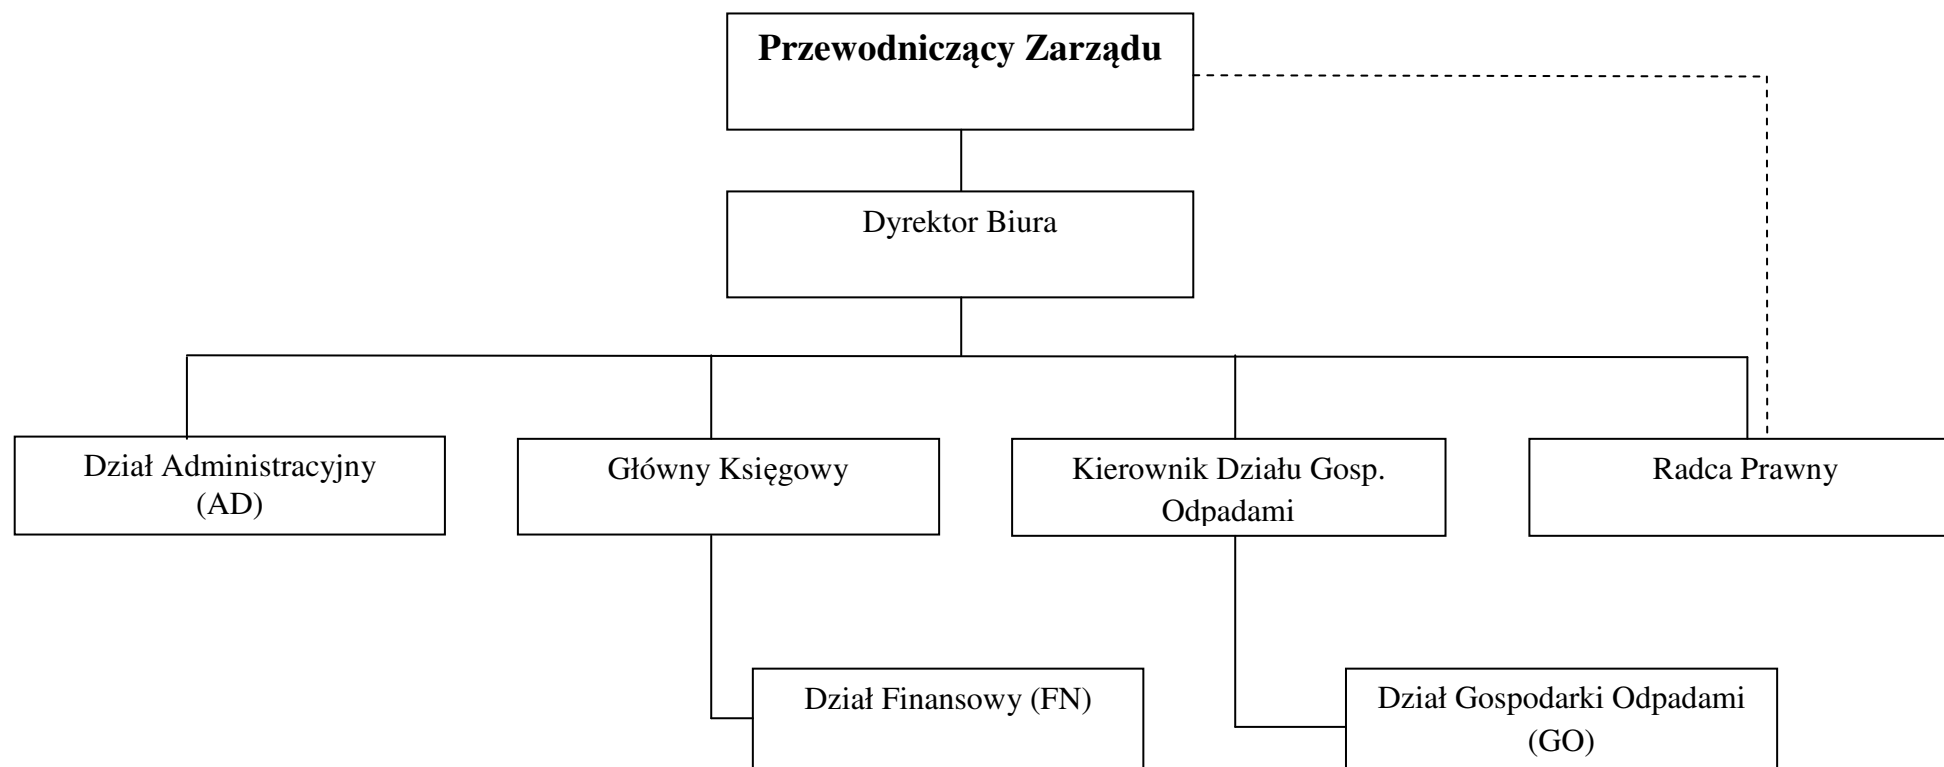 Przewodniczący Zarządu
Dyrektor Biura
Dział Administracyjny
(AD)
Główny Księgowy
Kierownik Działu Gosp.
Odpadami
Radca Prawny
Dział Finansowy (FN)
Dział Gospodarki Odpadami
(GO)